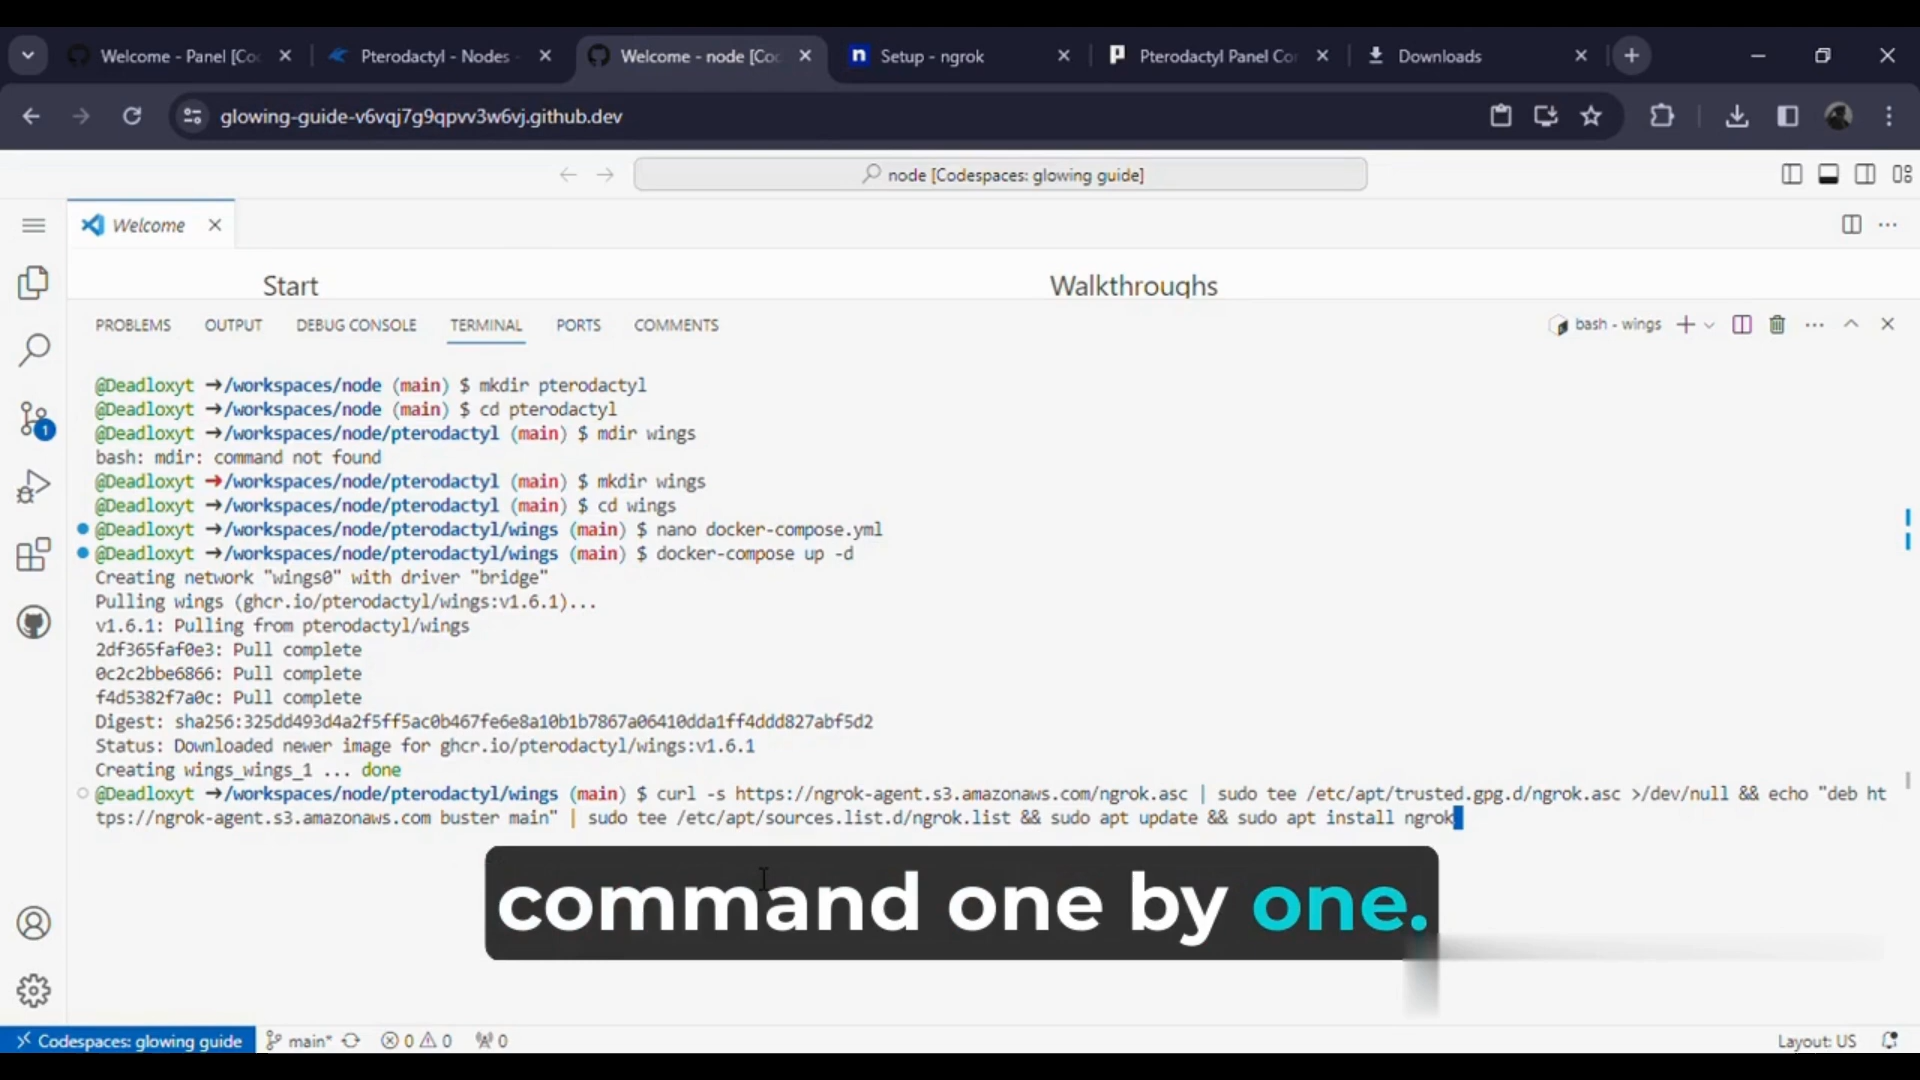 Welcome - Panel [Co
Pterodactyl - Nodes -
Welcome - node [Coc
n
Setup - ngrok
Pterodactyl Panel Cor
Downloads
glowing-guide-v6vqj7g9qpvv3w6vj.github.dev
node [Codespaces: glowing guide]
Welcome
Start
Walkthroughs
PROBLEMS
OUTPUT
DEBUG CONSOLE
TERMINAL
PORTS
COMMENTS
bash - wings
@Deadloxyt ➜/workspaces/node (main) $ mkdir pterodactyl
@Deadloxyt ➜/workspaces/node (main) $ cd pterodactyl
@Deadloxyt ➜/workspaces/node/pterodactyl (main) $ mdir wings
bash: mdir: command not found
@Deadloxyt ➜/workspaces/node/pterodactyl (main) $ mkdir wings
@Deadloxyt ➜/workspaces/node/pterodactyl (main) $ cd wings
@Deadloxyt ➜/workspaces/node/pterodactyl/wings (main) $ nano docker-compose.yml
@Deadloxyt ➜/workspaces/node/pterodactyl/wings (main) $ docker-compose up -d
Creating network "wings0" with driver "bridge"
Pulling wings (ghcr.io/pterodactyl/wings:v1.6.1)...
v1.6.1: Pulling from pterodactyl/wings
2df365faf0e3: Pull complete
0c2c2bbe6866: Pull complete
f4d5382f7a0c: Pull complete
Digest: sha256:325dd493d4a2f5ff5ac0b467fe6e8a10b1b7867a06410dda1ff4ddd827abf5d2
Status: Downloaded newer image for ghcr.io/pterodactyl/wings:v1.6.1
Creating wings_wings_1 ... done
@Deadloxyt ➜/workspaces/node/pterodactyl/wings (main) $ curl -s https://ngrok-agent.s3.amazonaws.com/ngrok.asc | sudo tee /etc/apt/trusted.gpg.d/ngrok.asc >/dev/null && echo "deb ht
tps://ngrok-agent.s3.amazonaws.com buster main" | sudo tee /etc/apt/sources.list.d/ngrok.list && sudo apt update && sudo apt install ngrok
command one by one.
1
Codespaces: glowing guide
main*
0
0
0
Layout: US